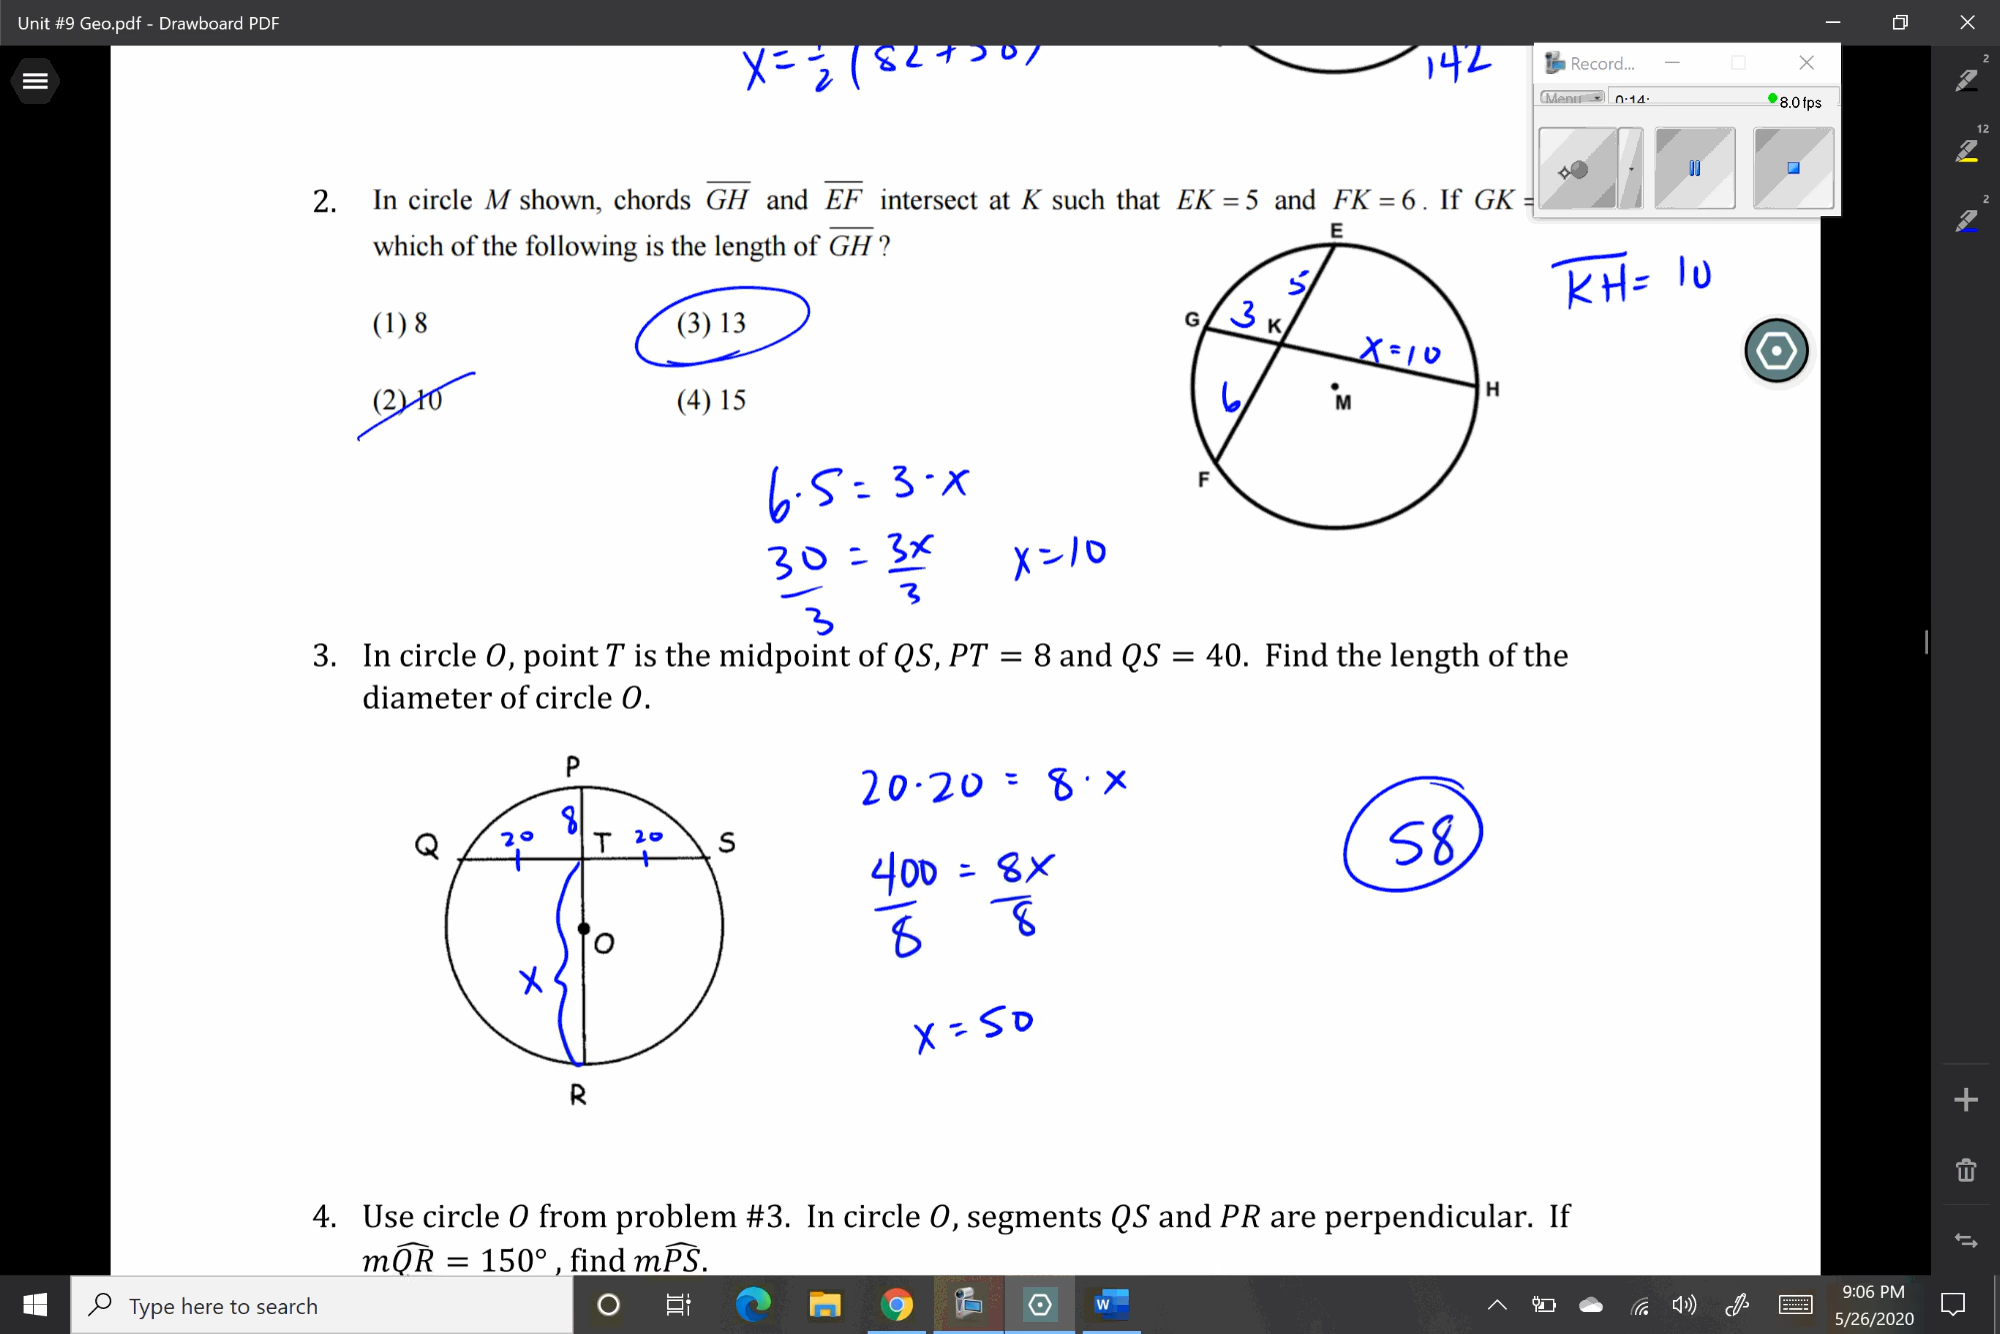 Unit #9 Geo.pdf - Drawboard PDF
142
Record...
Menu
8.0 fps
2
12
2
2. In circle M shown, chords GH and EF intersect at K such that EK = 5 and FK = 6. If GK =
which of the following is the length of GH ?
KH = 10
(1) 8
(3) 13
(2) 10
(4) 15
E
G
3
5
K
x=10
H
6
M
F
6·5 = 3·x
30 = 3x
x=10
3
3
3. In circle O, point T is the midpoint of QS, PT = 8 and QS = 40. Find the length of the
diameter of circle O.
P
Q
20
8
T
20
S
O
x
R
20·20 = 8·x
400 = 8x
8
8
x = 50
58
4. Use circle O from problem #3. In circle O, segments QS and PR are perpendicular. If
mQR = 150°, find mPS.
Type here to search
9:06 PM
5/26/2020